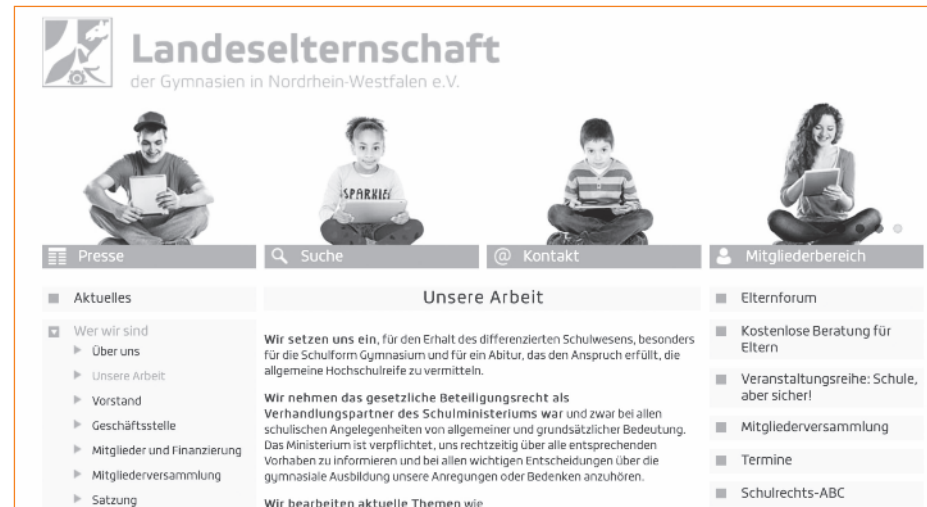 Landeselternschaft
der Gymnasien in Nordrhein-Westfalen e.V.
SPARKLE
Presse
Suche
@ Kontakt
Mitgliederbereich
Aktuelles
Wer wir sind
Über uns
Unsere Arbeit
Vorstand
Geschäftsstelle
Mitglieder und Finanzierung
Mitgliederversammlung
Satzung
Unsere Arbeit
Wir setzen uns ein, für den Erhalt des differenzierten Schulwesens, besonders
für die Schulform Gymnasium und für ein Abitur, das den Anspruch erfüllt, die
allgemeine Hochschulreife zu vermitteln.
Wir nehmen das gesetzliche Beteiligungsrecht als
Verhandlungspartner des Schulministeriums war und zwar bei allen
schulischen Angelegenheiten von allgemeiner und grundsätzlicher Bedeutung.
Das Ministerium ist verpflichtet, uns rechtzeitig über alle entsprechenden
Vorhaben zu informieren und bei allen wichtigen Entscheidungen über die
gymnasiale Ausbildung unsere Anregungen oder Bedenken anzuhören.
Wir bearbeiten aktuelle Themen wie
Elternforum
Kostenlose Beratung für
Eltern
Veranstaltungsreihe: Schule,
aber sicher!
Mitgliederversammlung
Termine
Schulrechts-ABC